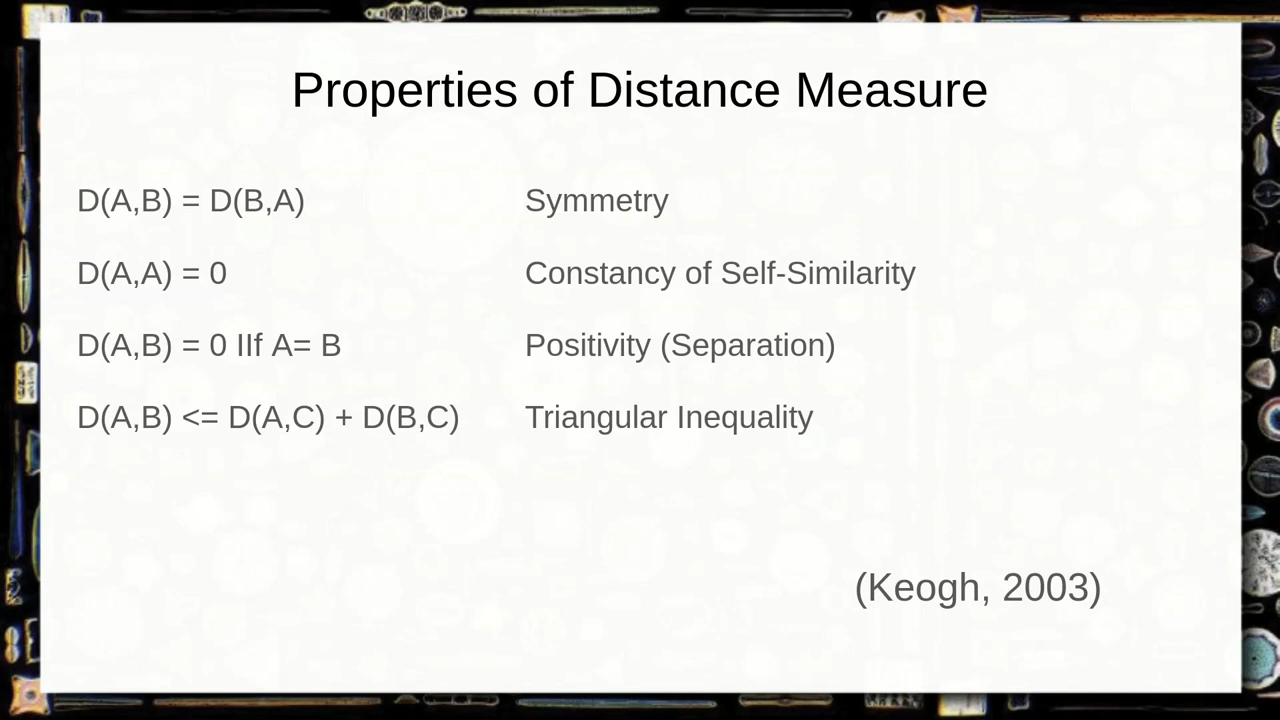 Properties of Distance Measure
D(A,B) = D(B,A) Symmetry
D(A,A) = 0 Constancy of Self-Similarity
D(A,B) = 0 IIf A= B Positivity (Separation)
D(A,B) <= D(A,C) + D(B,C) Triangular Inequality
(Keogh, 2003)